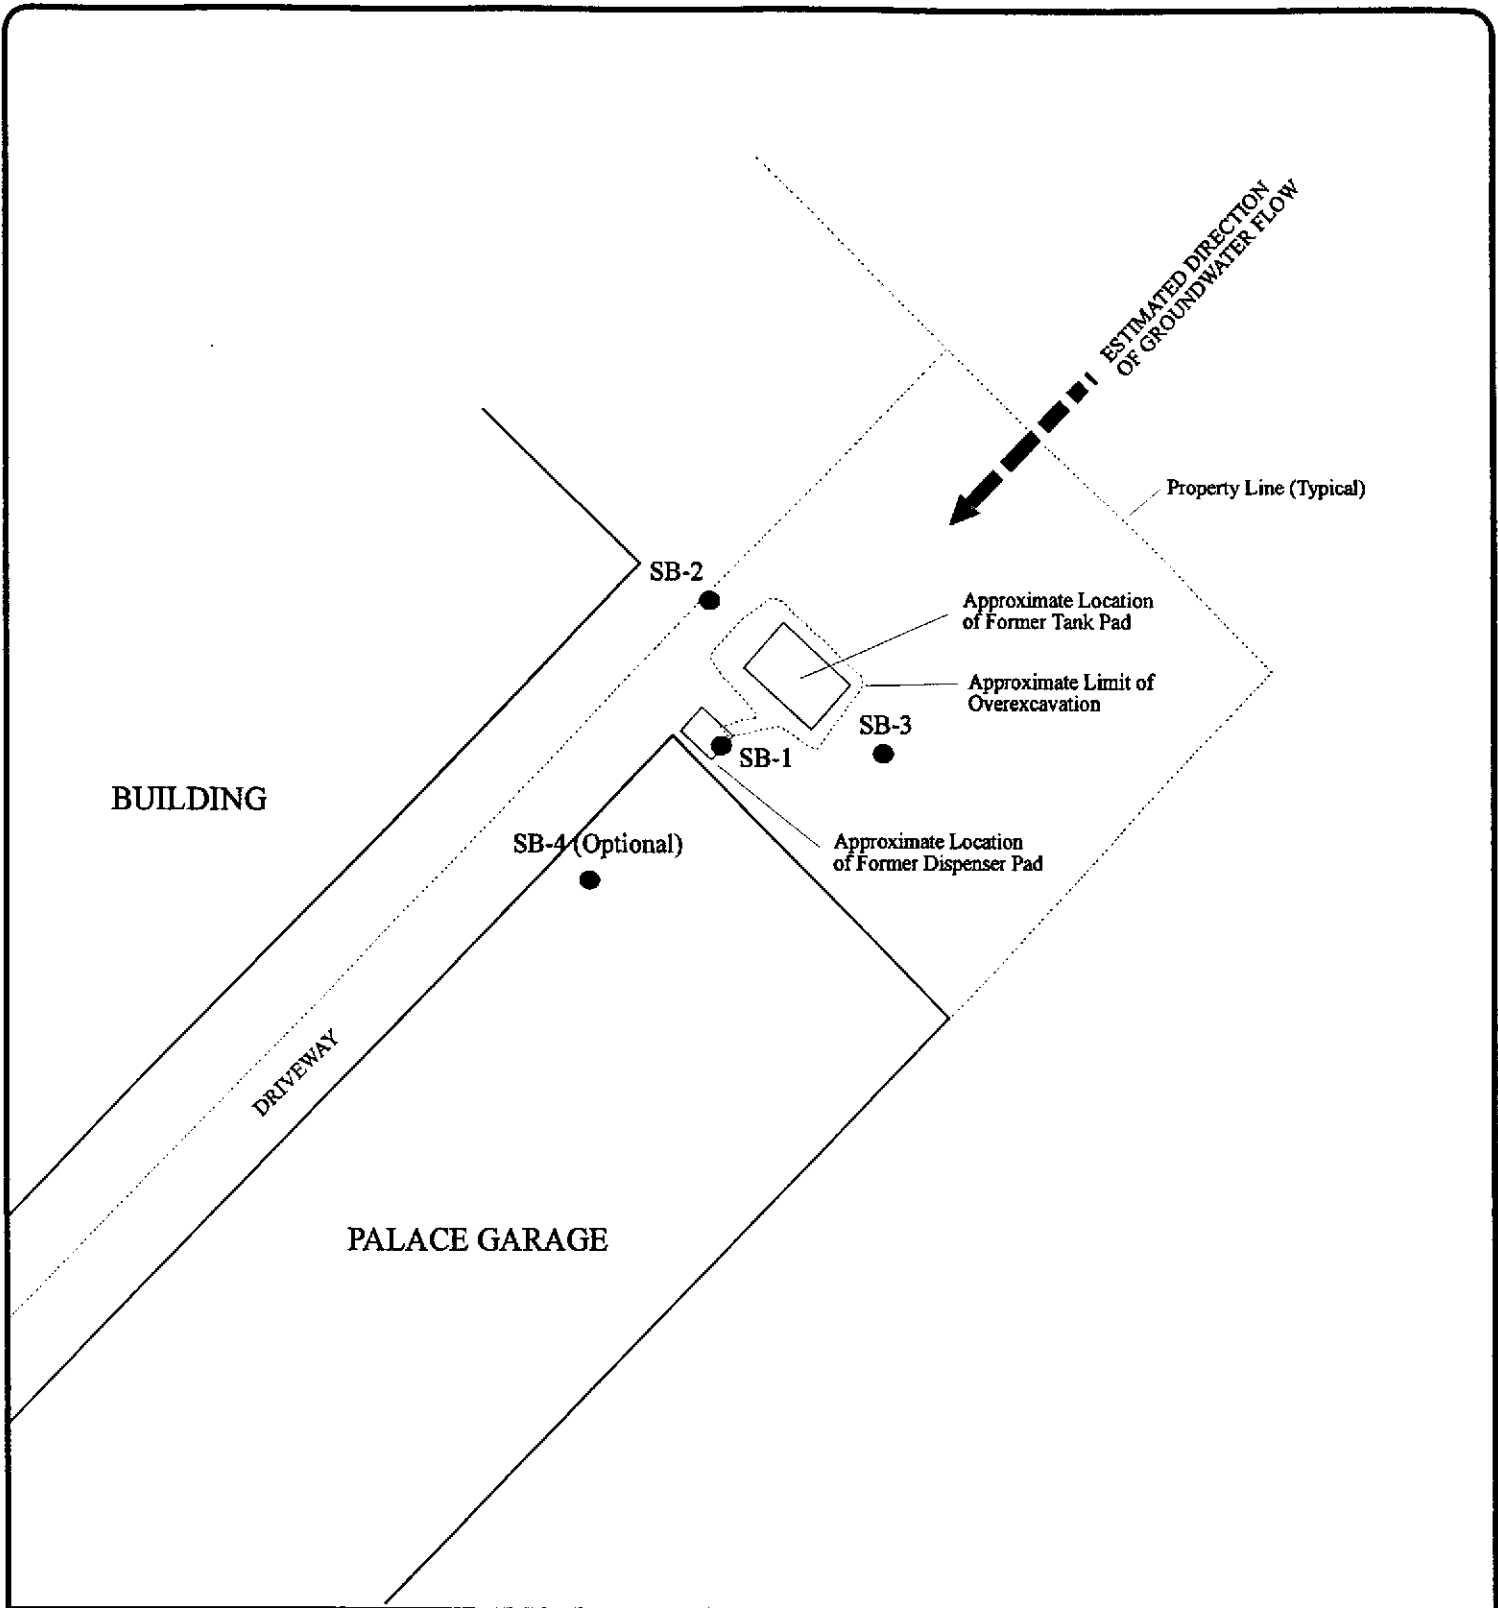 ESTIMATED DIRECTION
OF GROUNDWATER FLOW
Property Line (Typical)
SB-2
Approximate Location
of Former Tank Pad
Approximate Limit of
Overexcavation
SB-3
SB-1
BUILDING
SB-4 (Optional)
Approximate Location
of Former Dispenser Pad
DRIVEWAY
PALACE GARAGE